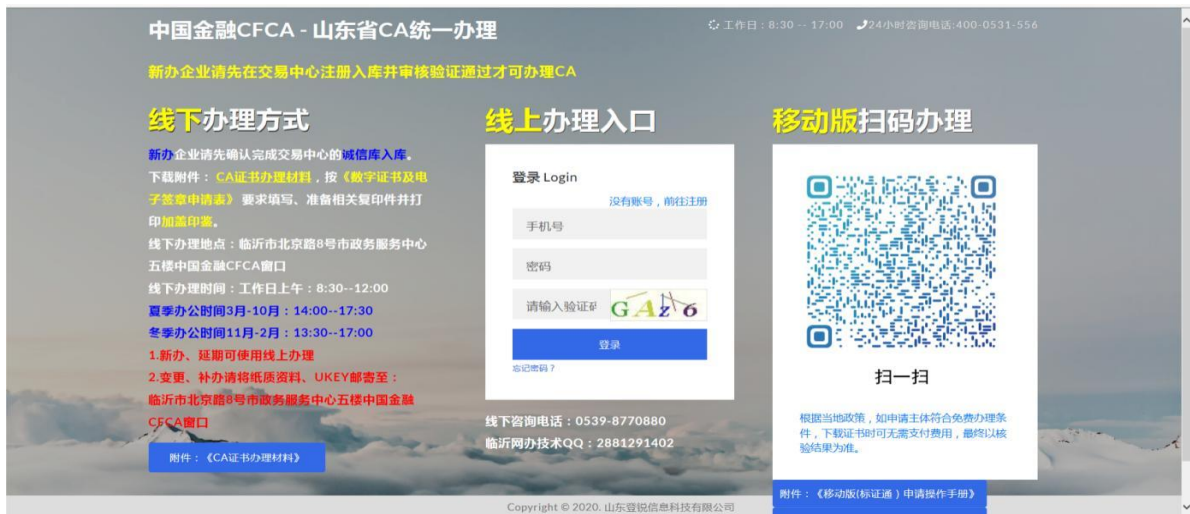 中国金融CFCA - 山东省CA统一办理
工作日：8:30 -- 17:00 24小时咨询电话:400-0531-556
新办企业请先在交易中心注册入库并审核验证通过才可办理CA
线下办理方式
新办企业请先确认完成交易中心的诚信库入库。
下载附件： CA证书办理材料，按《数字证书及电
子签章申请表》 要求填写、准备相关复印件并打
印加盖印鉴。
线下办理地点：临沂市北京路8号市政务服务中心
五楼中国金融CFCA窗口
线下办理时间：工作日上午：8:30--12:00
夏季办公时间3月-10月：14:00--17:30
冬季办公时间11月-2月：13:30--17:00
1.新办、延期可使用线上办理
2.变更、补办请将纸质资料、UKEY邮寄至：
临沂市北京路8号市政务服务中心五楼中国金融
CFCA窗口
附件：《CA证书办理材料》
线上办理入口
登录 Login
没有账号，前往注册
手机号
密码
请输入验证码
GAz6
登录
忘记密码？
线下咨询电话：0539-8770880
临沂网办技术QQ：2881291402
移动版扫码办理
扫一扫
根据当地政策，如申请主体符合免费办理条
件，下载证书时可无需支付费用，最终以核
验结果为准。
附件：《移动版(标证通）申请操作手册》
Copyright © 2020. 山东登锐信息科技有限公司